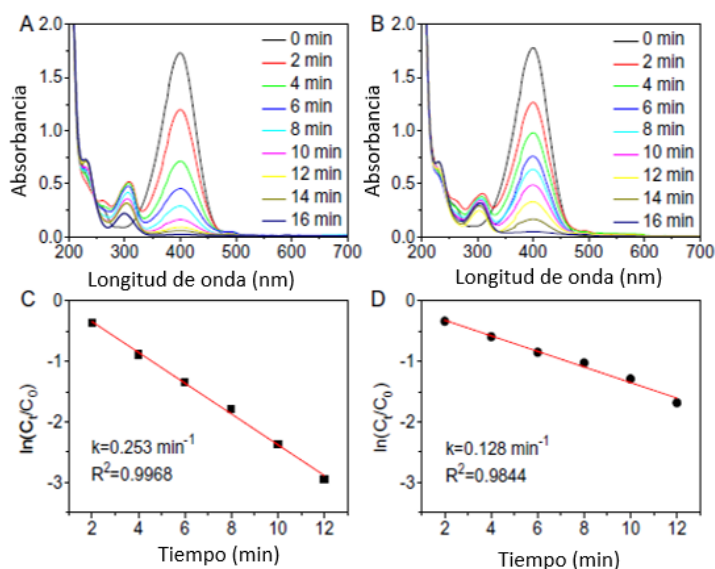 A
2.0
1.5
1.0
0.5
0.0
Absorbancia
0 min
2 min
4 min
6 min
8 min
10 min
12 min
14 min
16 min
200 300 400 500 600 700
Longitud de onda (nm)
B
2.0
1.5
1.0
0.5
0.0
Absorbancia
0 min
2 min
4 min
6 min
8 min
10 min
12 min
14 min
16 min
200 300 400 500 600 700
Longitud de onda (nm)
C
0
-1
-2
-3
ln(Ct/C0)
k=0.253 min-1
R2=0.9968
2 4 6 8 10 12
Tiempo (min)
D
0
-1
-2
-3
ln(Ct/C0)
k=0.128 min-1
R2=0.9844
2 4 6 8 10 12
Tiempo (min)